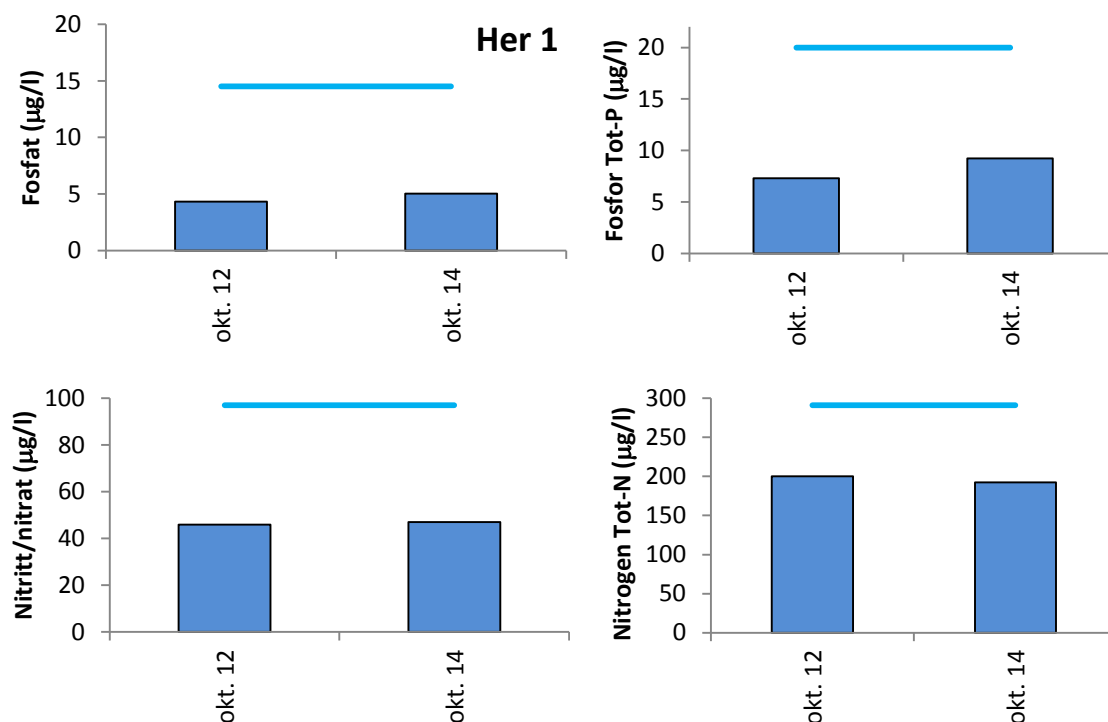 Her 1
Fosfat (µg/l)
20
15
10
5
0
okt. 12
okt. 14
Fosfor Tot-P (µg/l)
20
15
10
5
0
okt. 12
okt. 14
Nitritt/nitrat (µg/l)
100
80
60
40
20
0
okt. 12
okt. 14
Nitrogen Tot-N (µg/l)
300
250
200
150
100
50
0
okt. 12
okt. 14